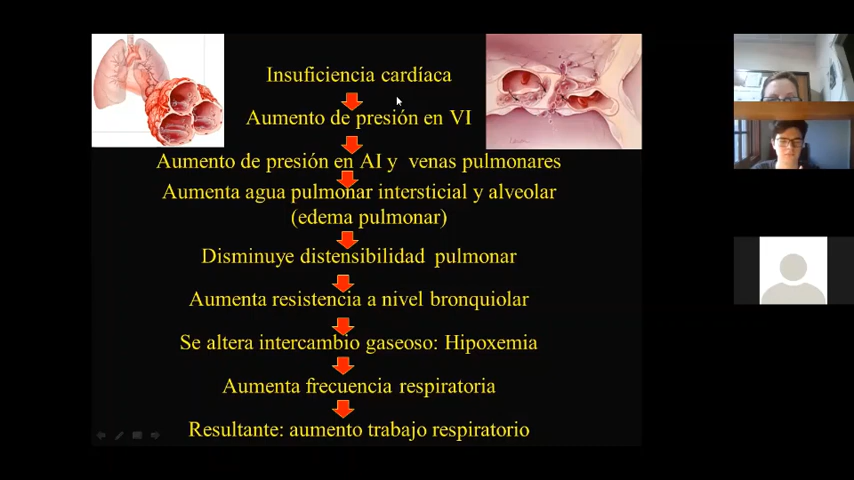 Insuficiencia cardíaca
Aumento de presión en VI
Aumento de presión en AI y venas pulmonares
Aumenta agua pulmonar intersticial y alveolar
(edema pulmonar)
Disminuye distensibilidad pulmonar
Aumenta resistencia a nivel bronquiolar
Se altera intercambio gaseoso: Hipoxemia
Aumenta frecuencia respiratoria
Resultante: aumento trabajo respiratorio